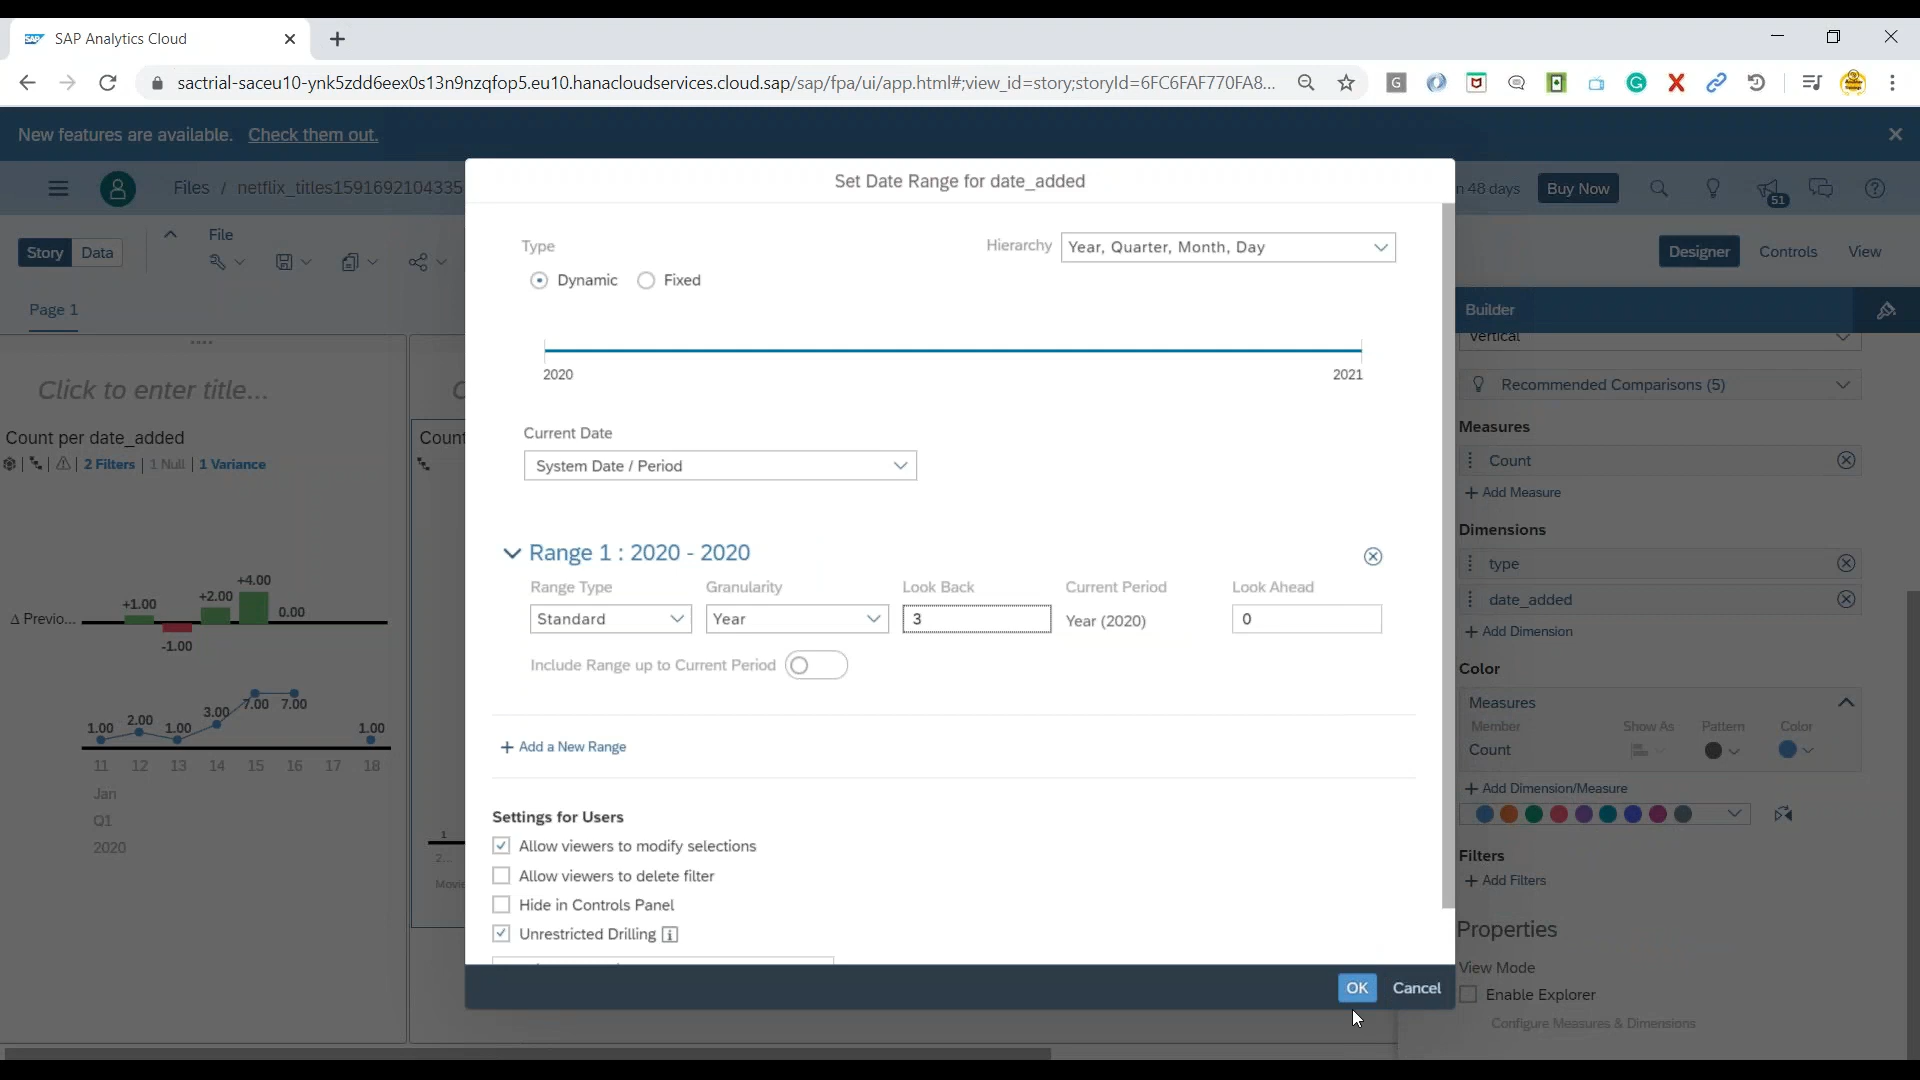 SAP Analytics Cloud
sactrial-saceu10-ynk5zdd6eex0s13n9nzqfop5.eu10.hanacloudservices.cloud.sap/sap/fpa/ui/app.html#;view_id=story;storyId=6FC6FAF770FA8...
New features are available. Check them out.
Files / netflix_titles1591692104335
n 48 days
Buy Now
51
Story
Data
File
Designer
Controls
View
Page 1
Click to enter title...
Count per date_added
2 Filters | 1 Null | 1 Variance
Δ Previo...
+1.00
-1.00
+2.00
+4.00
0.00
1.00
2.00
1.00
3.00
7.00
7.00
1.00
11 12 13 14 15 16 17 18
Jan
Q1
2020
C
Count
1
2...
Movie
Set Date Range for date_added
Type
Dynamic
Fixed
Hierarchy
Year, Quarter, Month, Day
2020
2021
Current Date
System Date / Period
Range 1 : 2020 - 2020
Range Type
Granularity
Look Back
Current Period
Look Ahead
Standard
Year
3
Year (2020)
0
Include Range up to Current Period
+ Add a New Range
Settings for Users
Allow viewers to modify selections
Allow viewers to delete filter
Hide in Controls Panel
Unrestricted Drilling
OK
Cancel
Builder
Vertical
Recommended Comparisons (5)
Measures
Count
+ Add Measure
Dimensions
type
date_added
+ Add Dimension
Color
Measures
Member
Show As
Pattern
Color
Count
+ Add Dimension/Measure
Filters
+ Add Filters
Properties
View Mode
Enable Explorer
Configure Measures & Dimensions